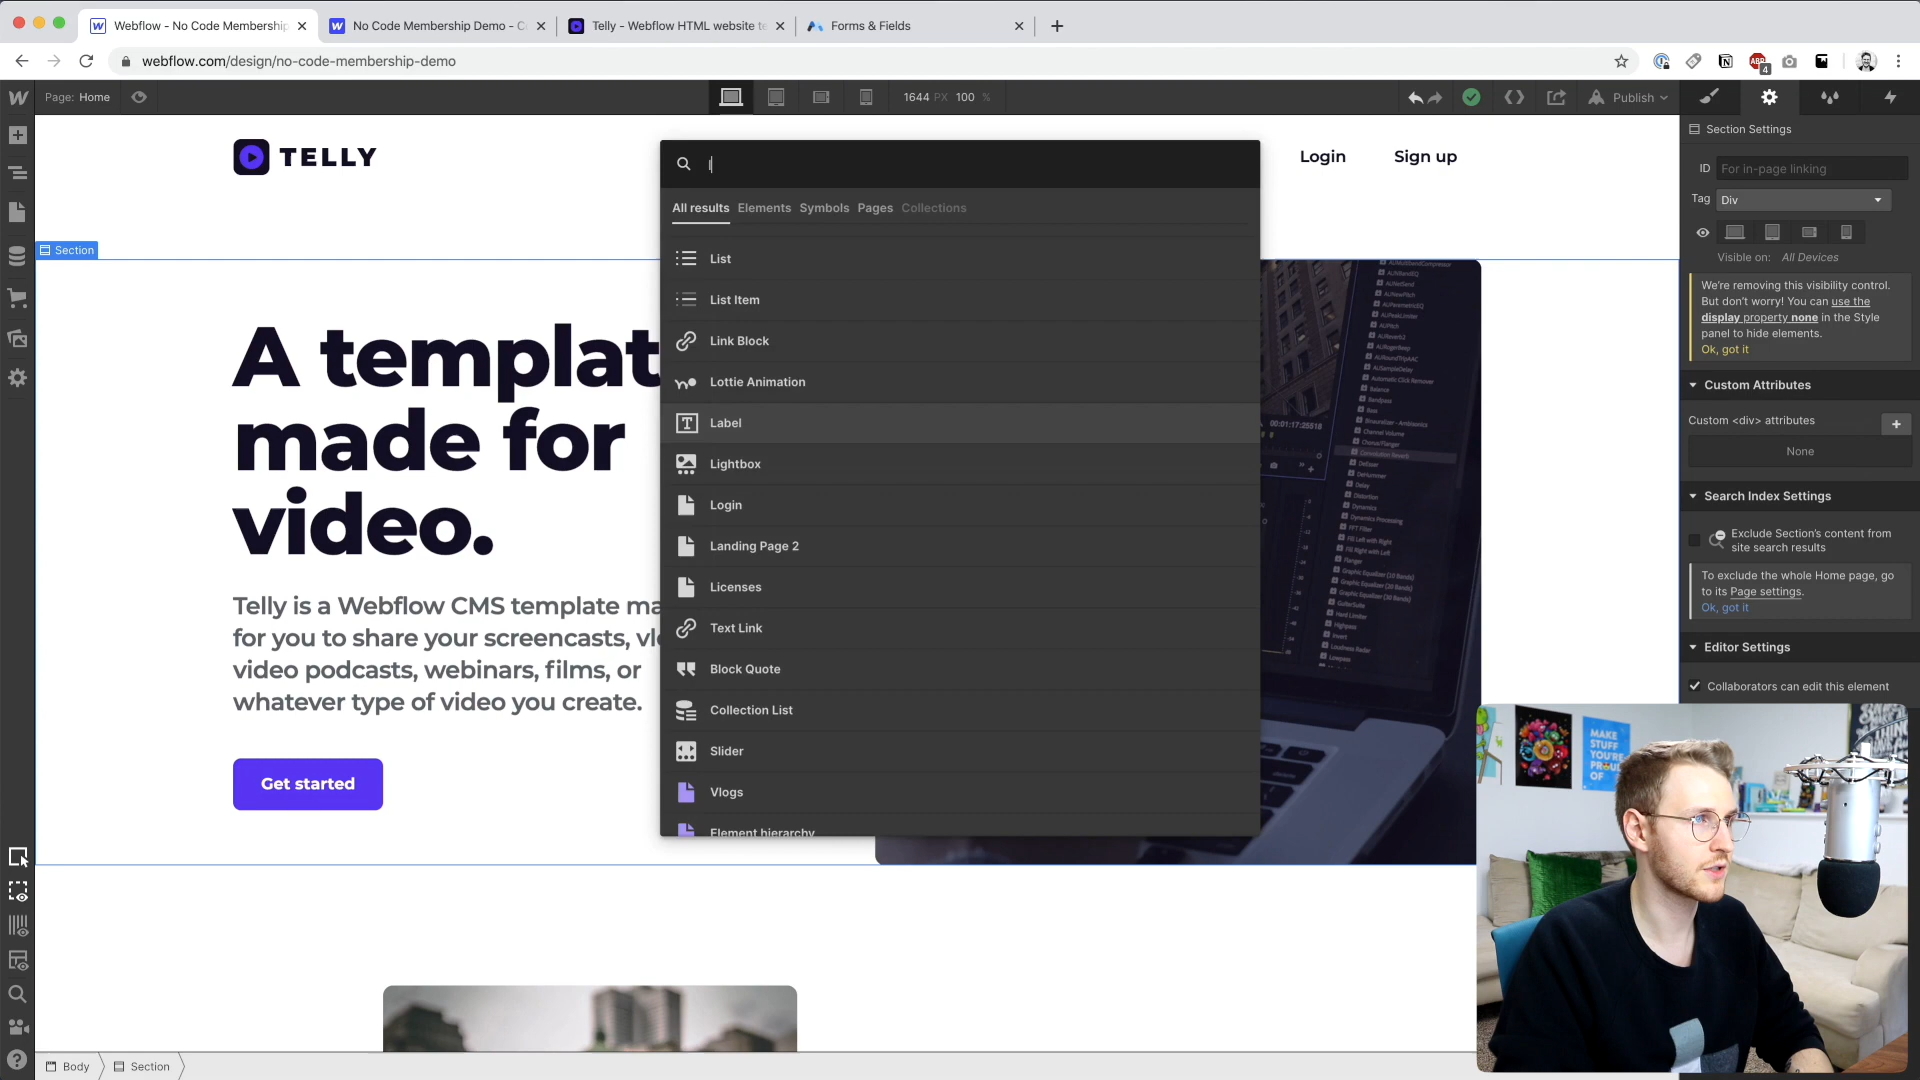 Webflow - No Code Membership
No Code Membership Demo - C
Telly - Webflow HTML website te
Forms & Fields
webflow.com/design/no-code-membership-demo
4
Page: Home
1644 PX 100 %
Publish
TELLY
Login
Sign up
l
All results Elements Symbols Pages Collections
List
List Item
Link Block
Lottie Animation
Label
Lightbox
Login
Landing Page 2
Licenses
Text Link
Block Quote
Collection List
Slider
Vlogs
Element hierarchy
Section
A templat
made for
video.
Telly is a Webflow CMS template ma
for you to share your screencasts, vl
video podcasts, webinars, films, or
whatever type of video you create.
Get started
00:01:17:25518
Section Settings
ID For in-page linking
Tag Div
Visible on: All Devices
We're removing this visibility control.
But don't worry! You can use the
display property none in the Style
panel to hide elements.
Ok, got it
Custom Attributes
Custom <div> attributes
None
Search Index Settings
Exclude Section's content from
site search results
To exclude the whole Home page, go
to its Page settings.
Ok, got it
Editor Settings
Collaborators can edit this element
MAKE
STUFF
YOU'RE
PROUD
OF
Body Section